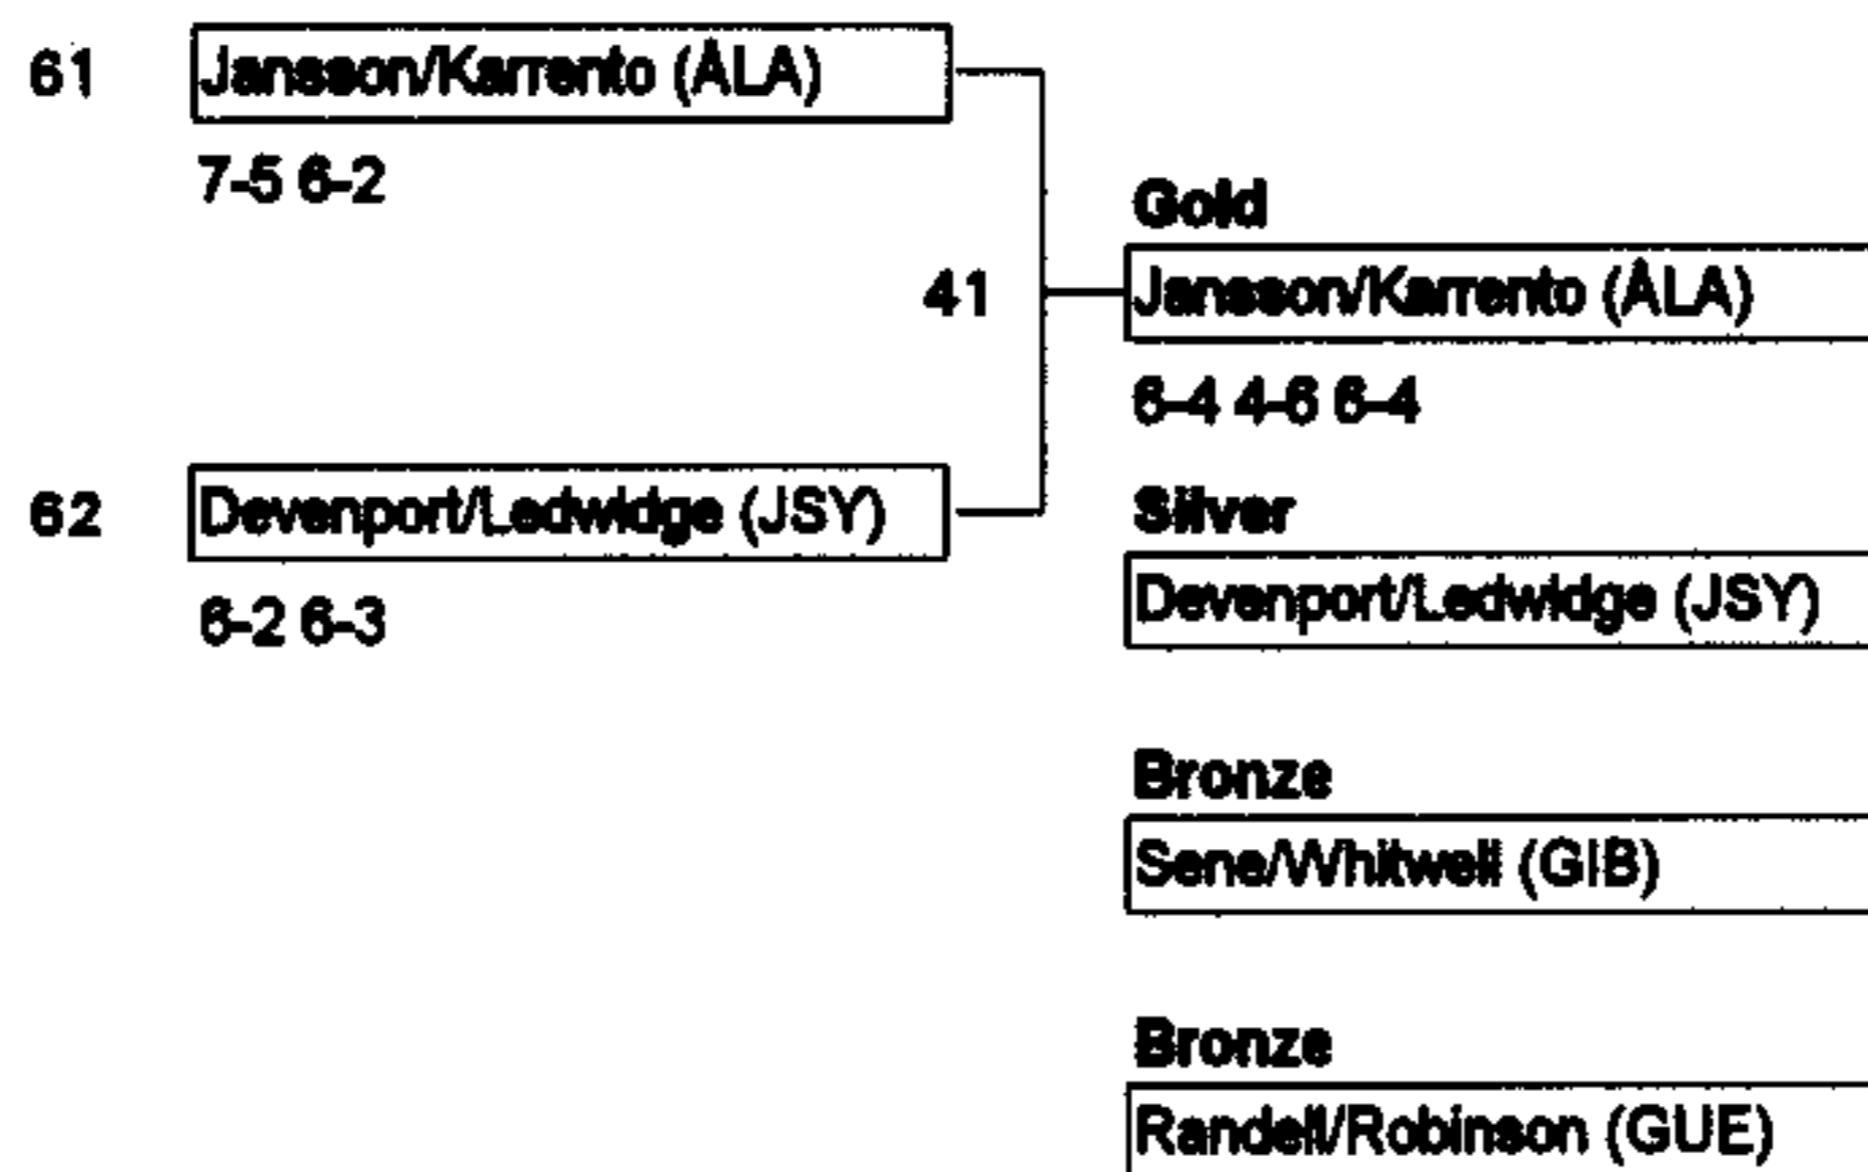 61 Jansson/Karrento (ÅLA)
7-5 6-2
Gold
41 Jansson/Karrento (ÅLA)
6-4 4-6 6-4
62 Devenport/Ledwidge (JSY)
Silver
Devenport/Ledwidge (JSY)
6-2 6-3
Bronze
Sene/Whitwell (GIB)
Bronze
Randell/Robinson (GUE)